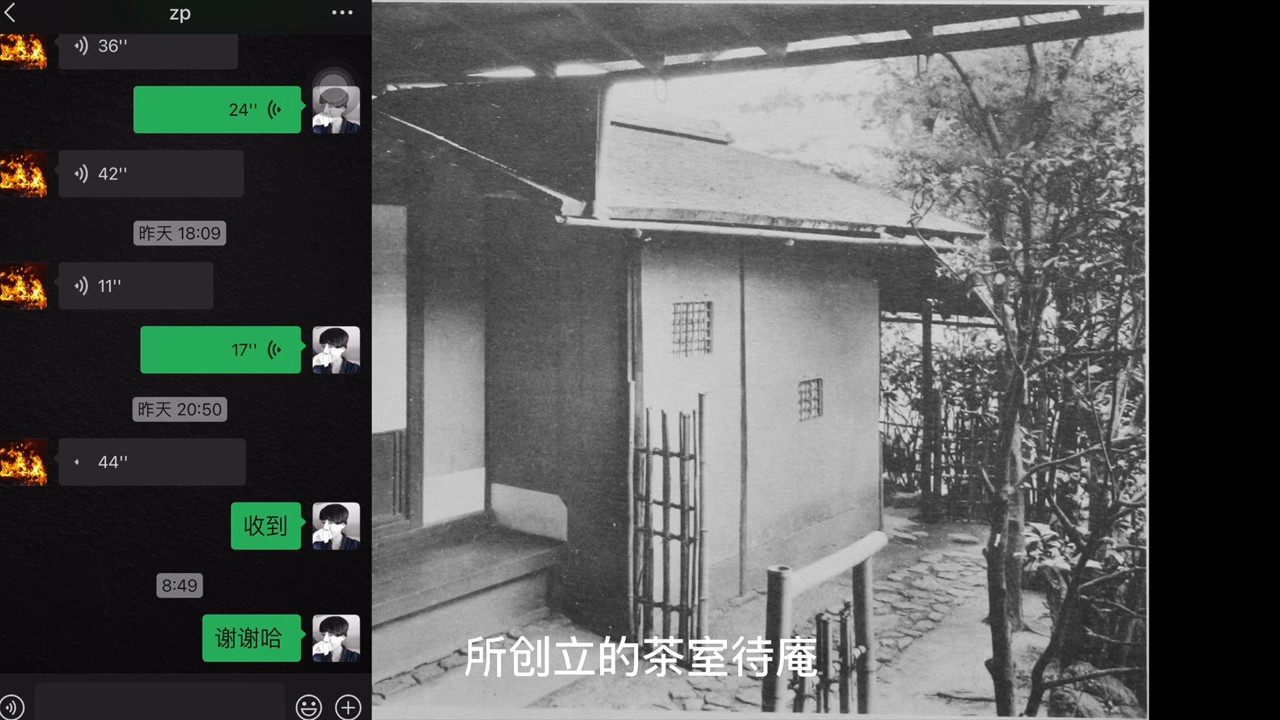 zp
36''
24''
42''
昨天 18:09
11''
17''
昨天 20:50
44''
收到
8:49
谢谢哈
所创立的茶室待庵